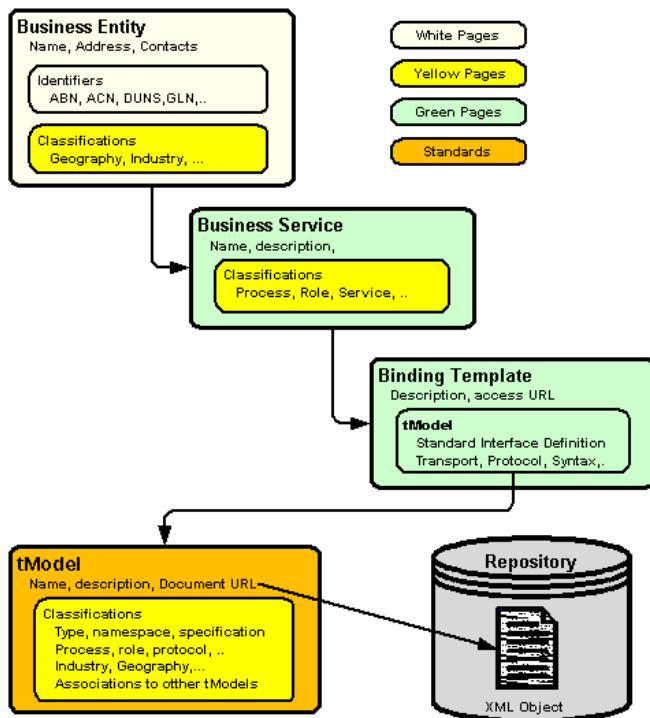 Business Entity
Name, Address, Contacts
Identifiers
ABN, ACN, DUNS,GLN,..
Classifications
Geography, Industry, ...
White Pages
Yellow Pages
Green Pages
Standards
Business Service
Name, description,
Classifications
Process, Role, Service, ..
Binding Template
Description, access URL
tModel
Standard Interface Definition
Transport, Protocol, Syntax,.
tModel
Name, description, Document URL
Classifications
Type, namespace, specification
Process, role, protocol, ..
Industry, Geography,...
Associations to otther tModels
Repository
XML Object